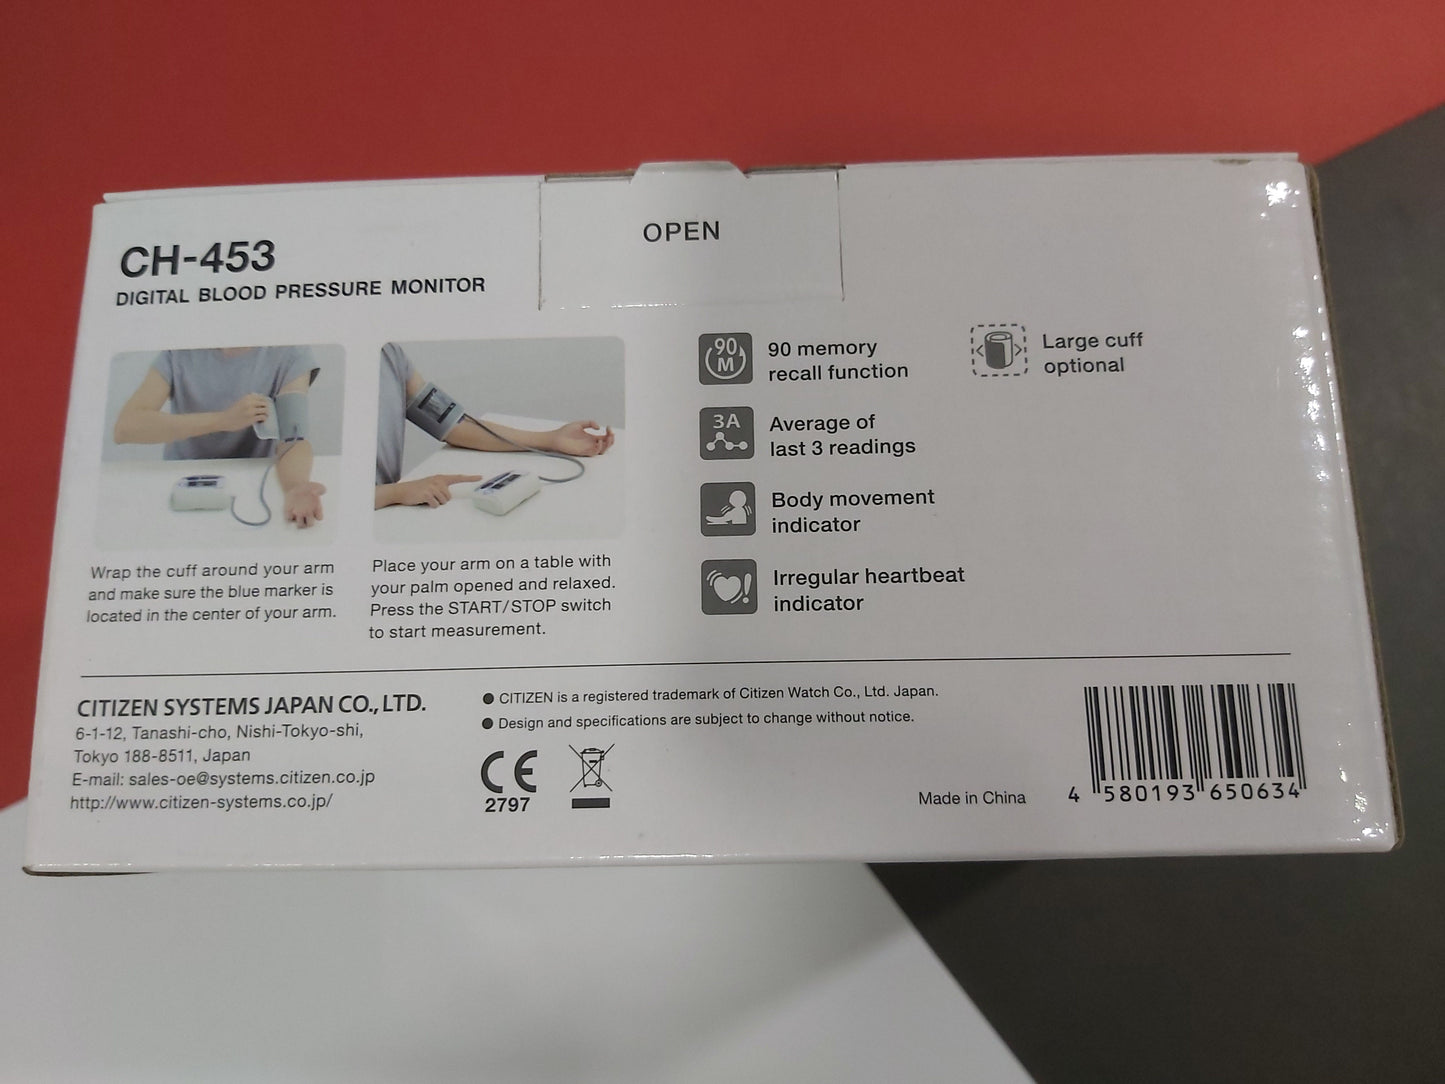 OPEN
CH-453
DIGITAL BLOOD PRESSURE MONITOR
Wrap the cuff around your arm
and make sure the blue marker is
located in the center of your arm.
Place your arm on a table with
your palm opened and relaxed.
Press the START/STOP switch
to start measurement.
90
M
90 memory
recall function
3A
Average of
last 3 readings
Body movement
indicator
Irregular heartbeat
indicator
Large cuff
optional
CITIZEN SYSTEMS JAPAN CO., LTD.
6-1-12, Tanashi-cho, Nishi-Tokyo-shi,
Tokyo 188-8511, Japan
E-mail: sales-oe@systems.citizen.co.jp
http://www.citizen-systems.co.jp/
● CITIZEN is a registered trademark of Citizen Watch Co., Ltd. Japan.
● Design and specifications are subject to change without notice.
CE
2797
Made in China
4 580193 650634